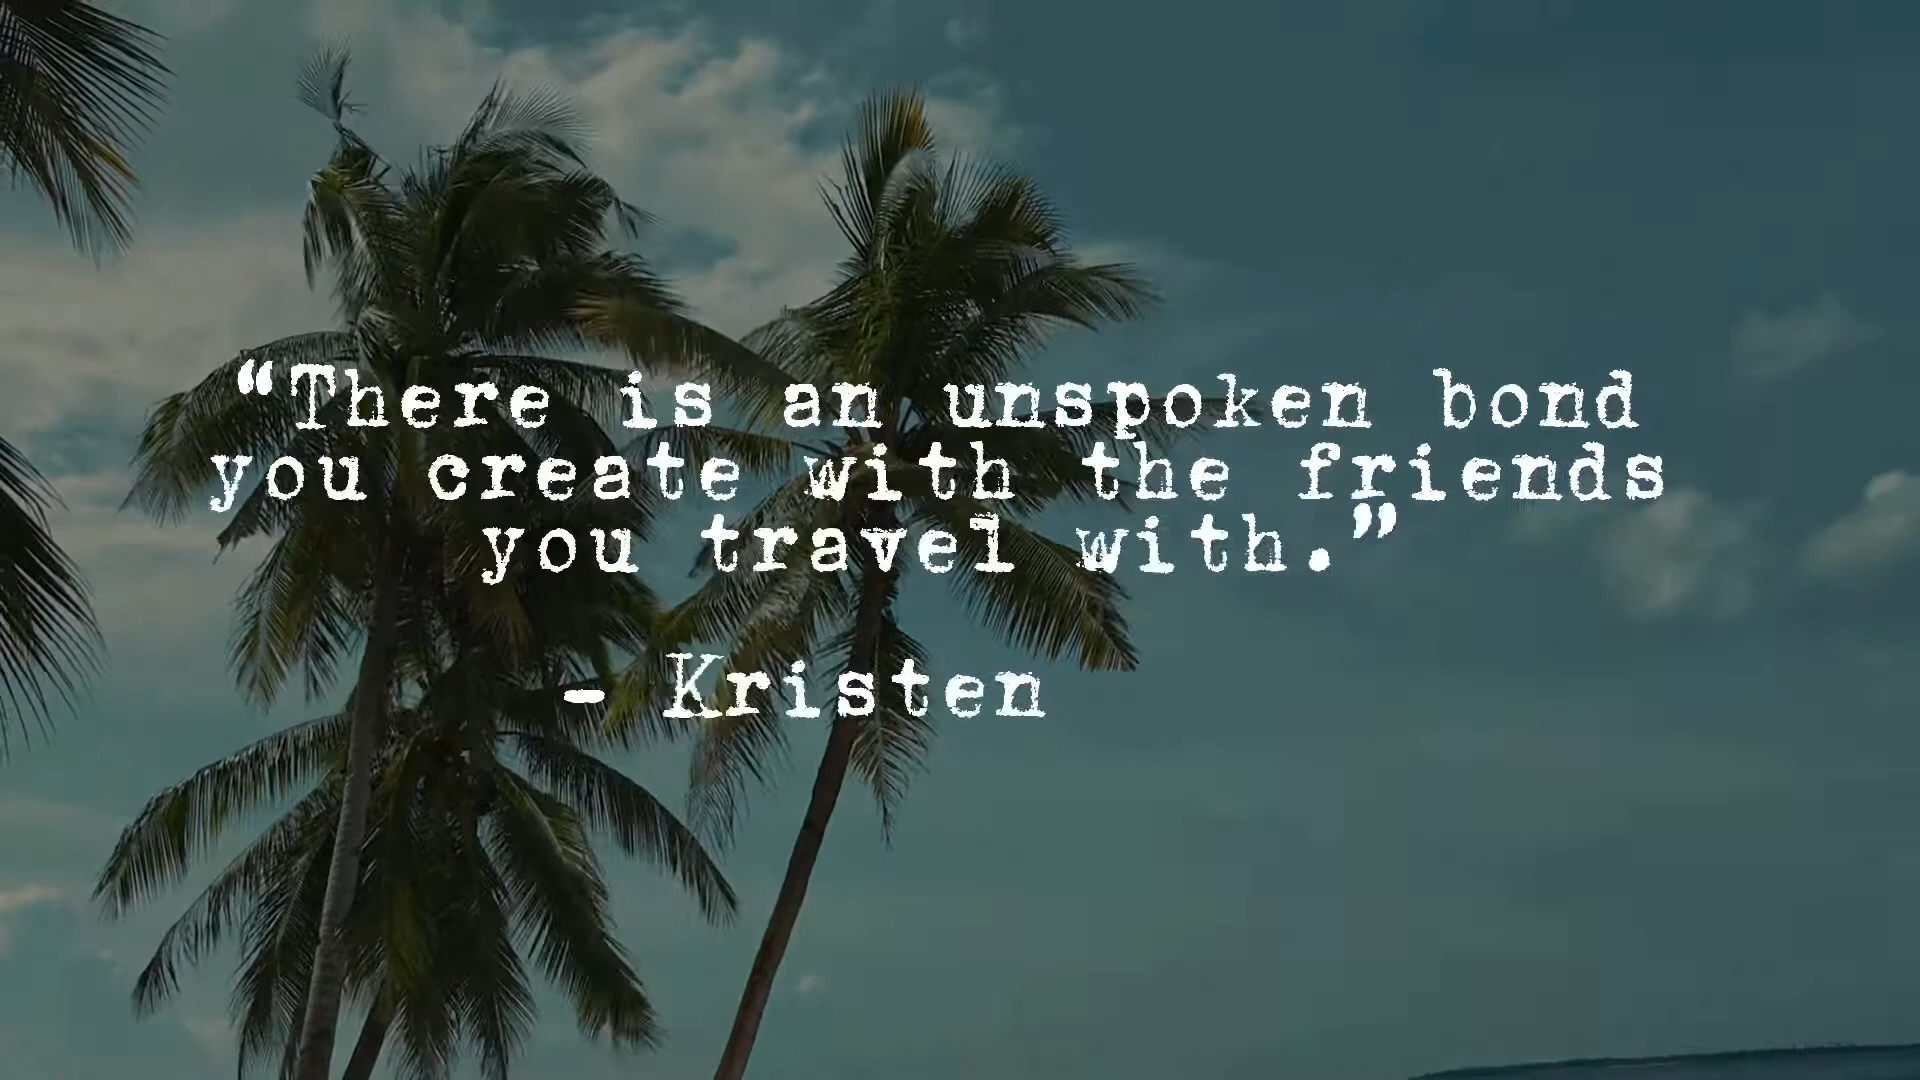 “There is an unspoken bond
you create with the friends
you travel with.”
- Kristen